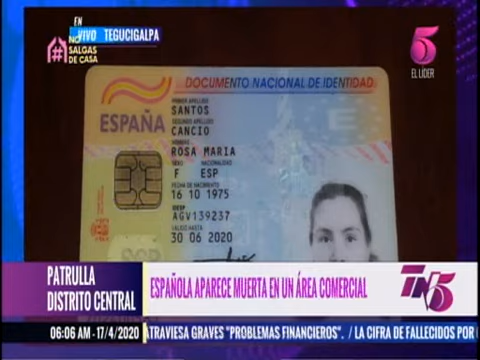 EN
VIVO TEGUCIGALPA
NO
SALGAS
DE CASA
5
EL LÍDER
DOCUMENTO NACIONAL DE IDENTIDAD
ESPAÑA
PRIMER APELLIDO
SANTOS
SEGUNDO APELLIDO
CANCIO
NOMBRE
ROSA MARIA
SEXO NACIONALIDAD
F ESP
FECHA DE NACIMIENTO
16 10 1975
IDESP
AGV139237
VALIDO HASTA
30 06 2020
PATRULLA
DISTRITO CENTRAL
ESPAÑOLA APARECE MUERTA EN UN ÁREA COMERCIAL
TN5
06:06 AM-17/4/2020 ATRAVIESA GRAVES "PROBLEMAS FINANCIEROS". / LA CIFRA DE FALLECIDOS POR